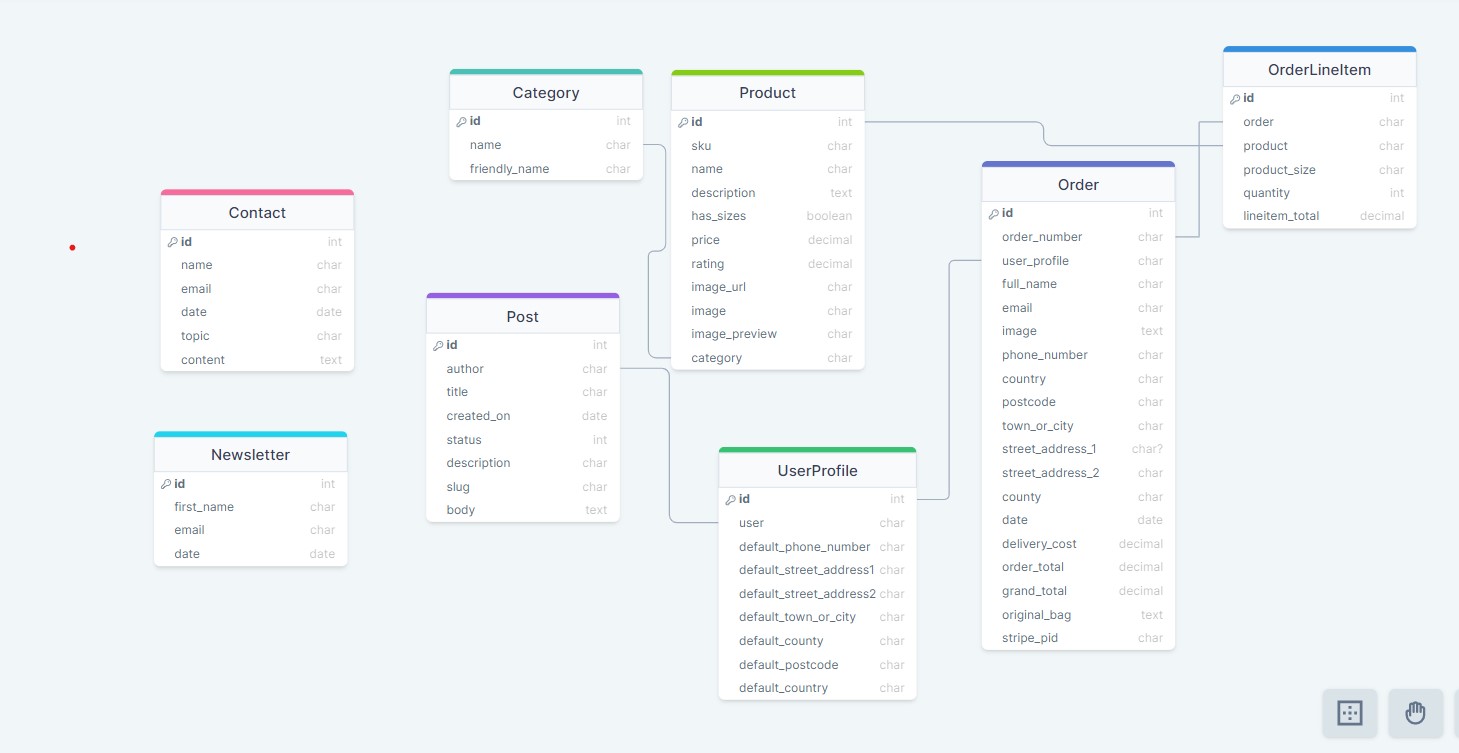 Category
id int
name char
friendly_name char
Product
id int
sku char
name char
description text
has_sizes boolean
price decimal
rating decimal
image_url char
image char
image_preview char
category char
OrderLineItem
id int
order char
product char
product_size char
quantity int
lineitem_total decimal
Order
id int
order_number char
user_profile char
full_name char
email char
image text
phone_number char
country char
postcode char
town_or_city char
street_address_1 char?
street_address_2 char
county char
date date
delivery_cost decimal
order_total decimal
grand_total decimal
original_bag text
stripe_pid char
Contact
id int
name char
email char
date date
topic char
content text
Post
id int
author char
title char
created_on date
status int
description char
slug char
body text
Newsletter
id int
first_name char
email char
date date
UserProfile
id int
user char
default_phone_number char
default_street_address1 char
default_street_address2 char
default_town_or_city char
default_county char
default_postcode char
default_country char